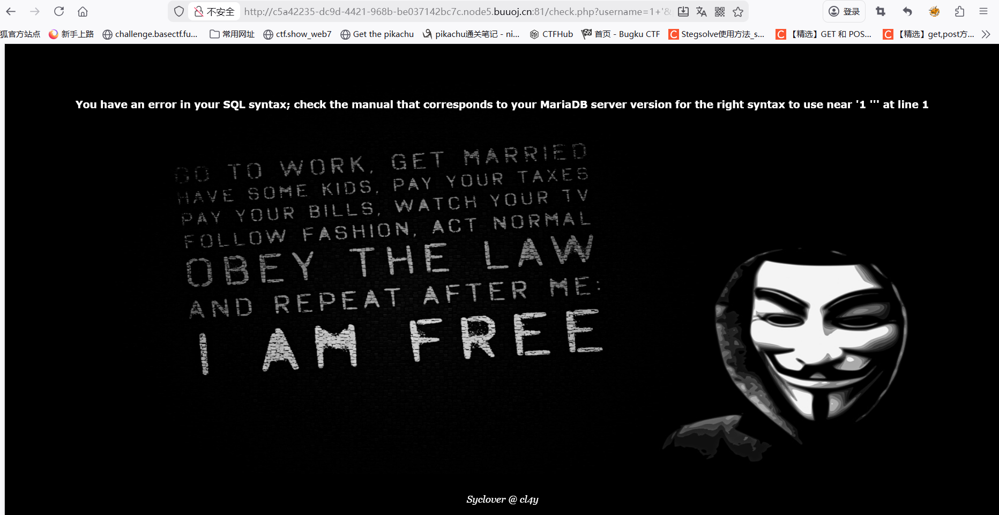 不安全
http://c5a42235-dc9d-4421-968b-be037142bc7c.node5.buuoj.cn:81/check.php?username=1+'&
登录
狐官方站点 新手上路 challenge.basectf.fu... 常用网址 ctf.show_web7 Get the pikachu pikachu通关笔记 - ni... CTFHub 首页 - Bugku CTF Stegsolve使用方法_s... 【精选】GET 和 POS... 【精选】get,post方...
You have an error in your SQL syntax; check the manual that corresponds to your MariaDB server version for the right syntax to use near '1 ''' at line 1
GO TO WORK, GET MARRIED
HAVE SOME KIDS, PAY YOUR TAXES
PAY YOUR BILLS, WATCH YOUR TV
FOLLOW FASHION, ACT NORMAL
OBEY THE LAW
AND REPEAT AFTER ME:
I AM FREE
Syclover @ cl4y